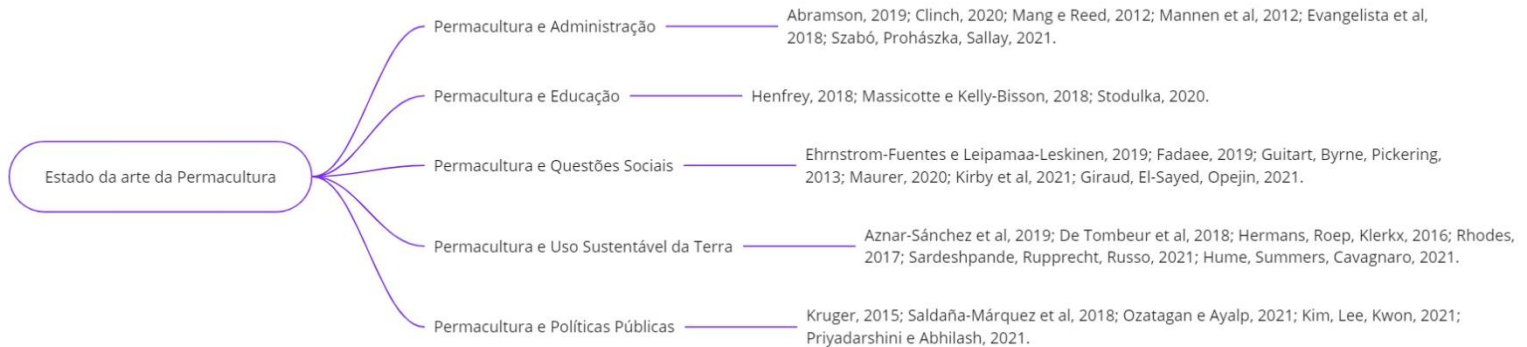 Estado da arte da Permacultura
Permacultura e Administração
Abramson, 2019; Clinch, 2020; Mang e Reed, 2012; Mannen et al, 2012; Evangelista et al,
2018; Szabó, Prohászka, Sallay, 2021.
Permacultura e Educação
Henfrey, 2018; Massicotte e Kelly-Bisson, 2018; Stodulka, 2020.
Permacultura e Questões Sociais
Ehrnstrom-Fuentes e Leipamaa-Leskinen, 2019; Fadaee, 2019; Guitart, Byrne, Pickering,
2013; Maurer, 2020; Kirby et al, 2021; Giraud, El-Sayed, Opejin, 2021.
Permacultura e Uso Sustentável da Terra
Aznar-Sánchez et al, 2019; De Tombeur et al, 2018; Hermans, Roep, Klerkx, 2016; Rhodes,
2017; Sardeshpande, Rupprecht, Russo, 2021; Hume, Summers, Cavagnaro, 2021.
Permacultura e Políticas Públicas
Kruger, 2015; Saldaña-Márquez et al, 2018; Ozatagan e Ayalp, 2021; Kim, Lee, Kwon, 2021;
Priyadarshini e Abhilash, 2021.